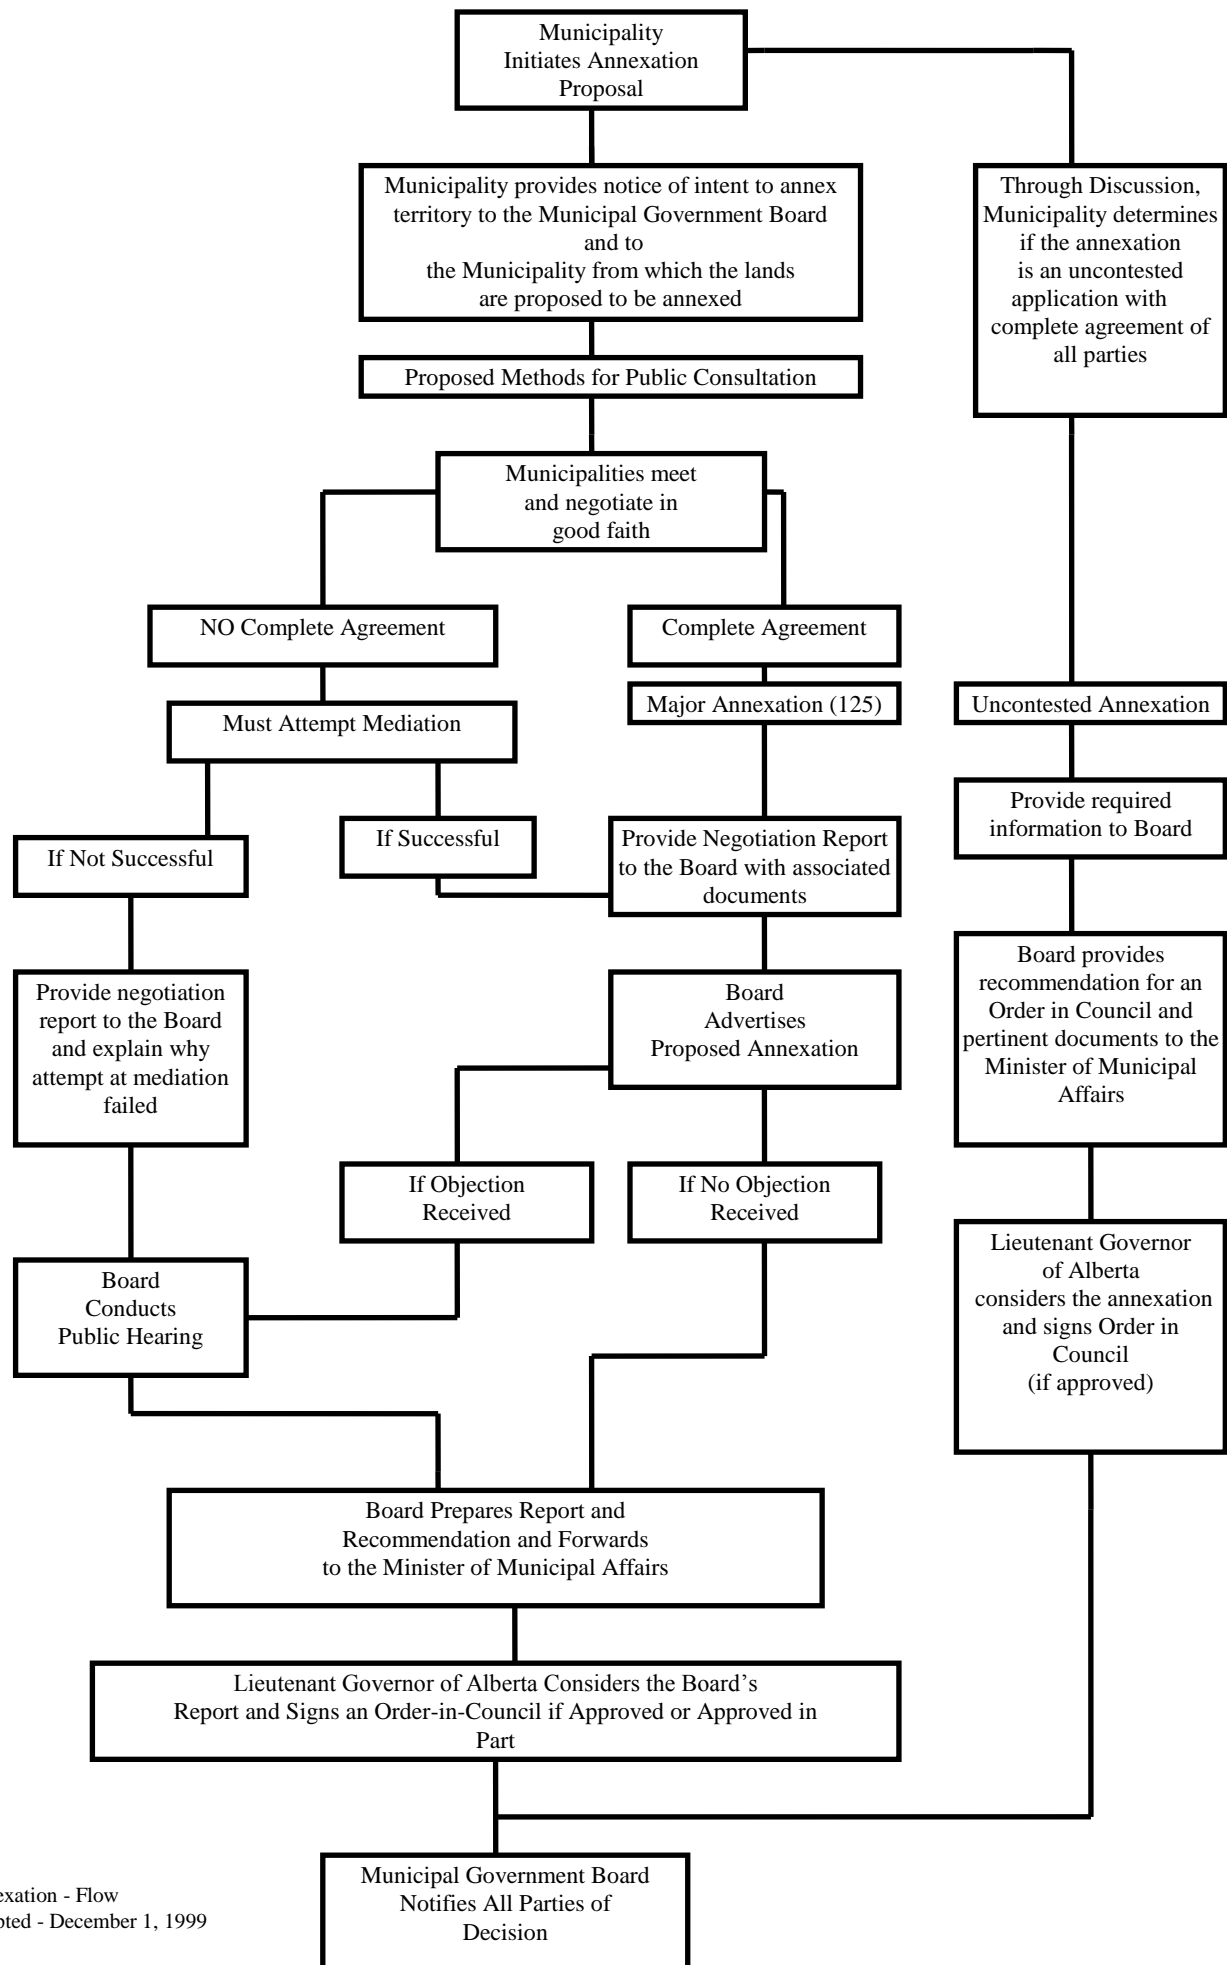 Municipality
Initiates Annexation
Proposal
Municipality provides notice of intent to annex
territory to the Municipal Government Board
and to
the Municipality from which the lands
are proposed to be annexed
Through Discussion,
Municipality determines
if the annexation
is an uncontested
application with
complete agreement of
all parties
Proposed Methods for Public Consultation
Municipalities meet
and negotiate in
good faith
NO Complete Agreement
Complete Agreement
Must Attempt Mediation
Major Annexation (125)
Uncontested Annexation
If Not Successful
If Successful
Provide Negotiation Report
to the Board with associated
documents
Provide required
information to Board
Provide negotiation
report to the Board
and explain why
attempt at mediation
failed
Board
Advertises
Proposed Annexation
Board provides
recommendation for an
Order in Council and
pertinent documents to the
Minister of Municipal
Affairs
If Objection
Received
If No Objection
Received
Board
Conducts
Public Hearing
Lieutenant Governor
of Alberta
considers the annexation
and signs Order in
Council
(if approved)
Board Prepares Report and
Recommendation and Forwards
to the Minister of Municipal Affairs
Lieutenant Governor of Alberta Considers the Board’s
Report and Signs an Order-in-Council if Approved or Approved in
Part
Municipal Government Board
Notifies All Parties of
Decision
exation - Flow
pted - December 1, 1999